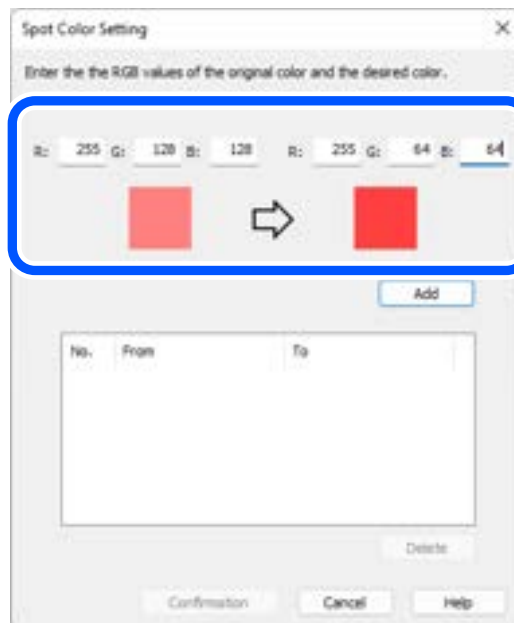 Spot Color Setting
Enter the the RGB values of the original color and the desired color.
R: 255 G: 128 B: 128 R: 255 G: 64 B: 64
Add
No. From To
Delete
Confirmation Cancel Help